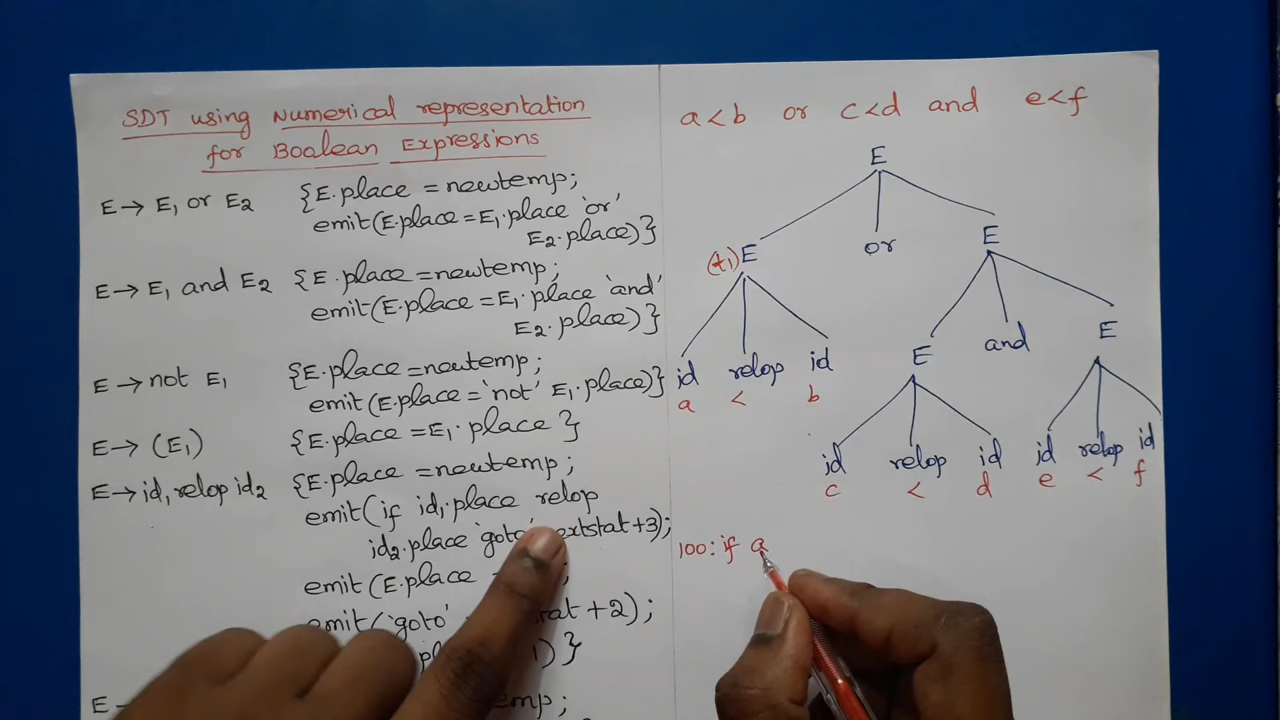 SDT using Numerical representation
for Boalean Expressions
E → E1 or E2 {E.place = newtemp;
emit(E.place = E1.place 'or'
E2.place)}
E → E1 and E2 {E.place = newtemp;
emit(E.place = E1.place 'and'
E2.place)}
E → not E1 {E.place = newtemp;
emit(E.place = 'not' E1.place)}
E → (E1) {E.place = E1.place }
E → id1 relop id2 {E.place = newtemp;
emit(if id1.place relop
id2.place 'goto' nextstat+3);
emit(E.place
emit('goto' +2);
)}
E →
a<b or c<d and e<f
E
(t1) E or E
id relop id E and E
a < b
id relop id id relop id
c < d e < f
100: if a